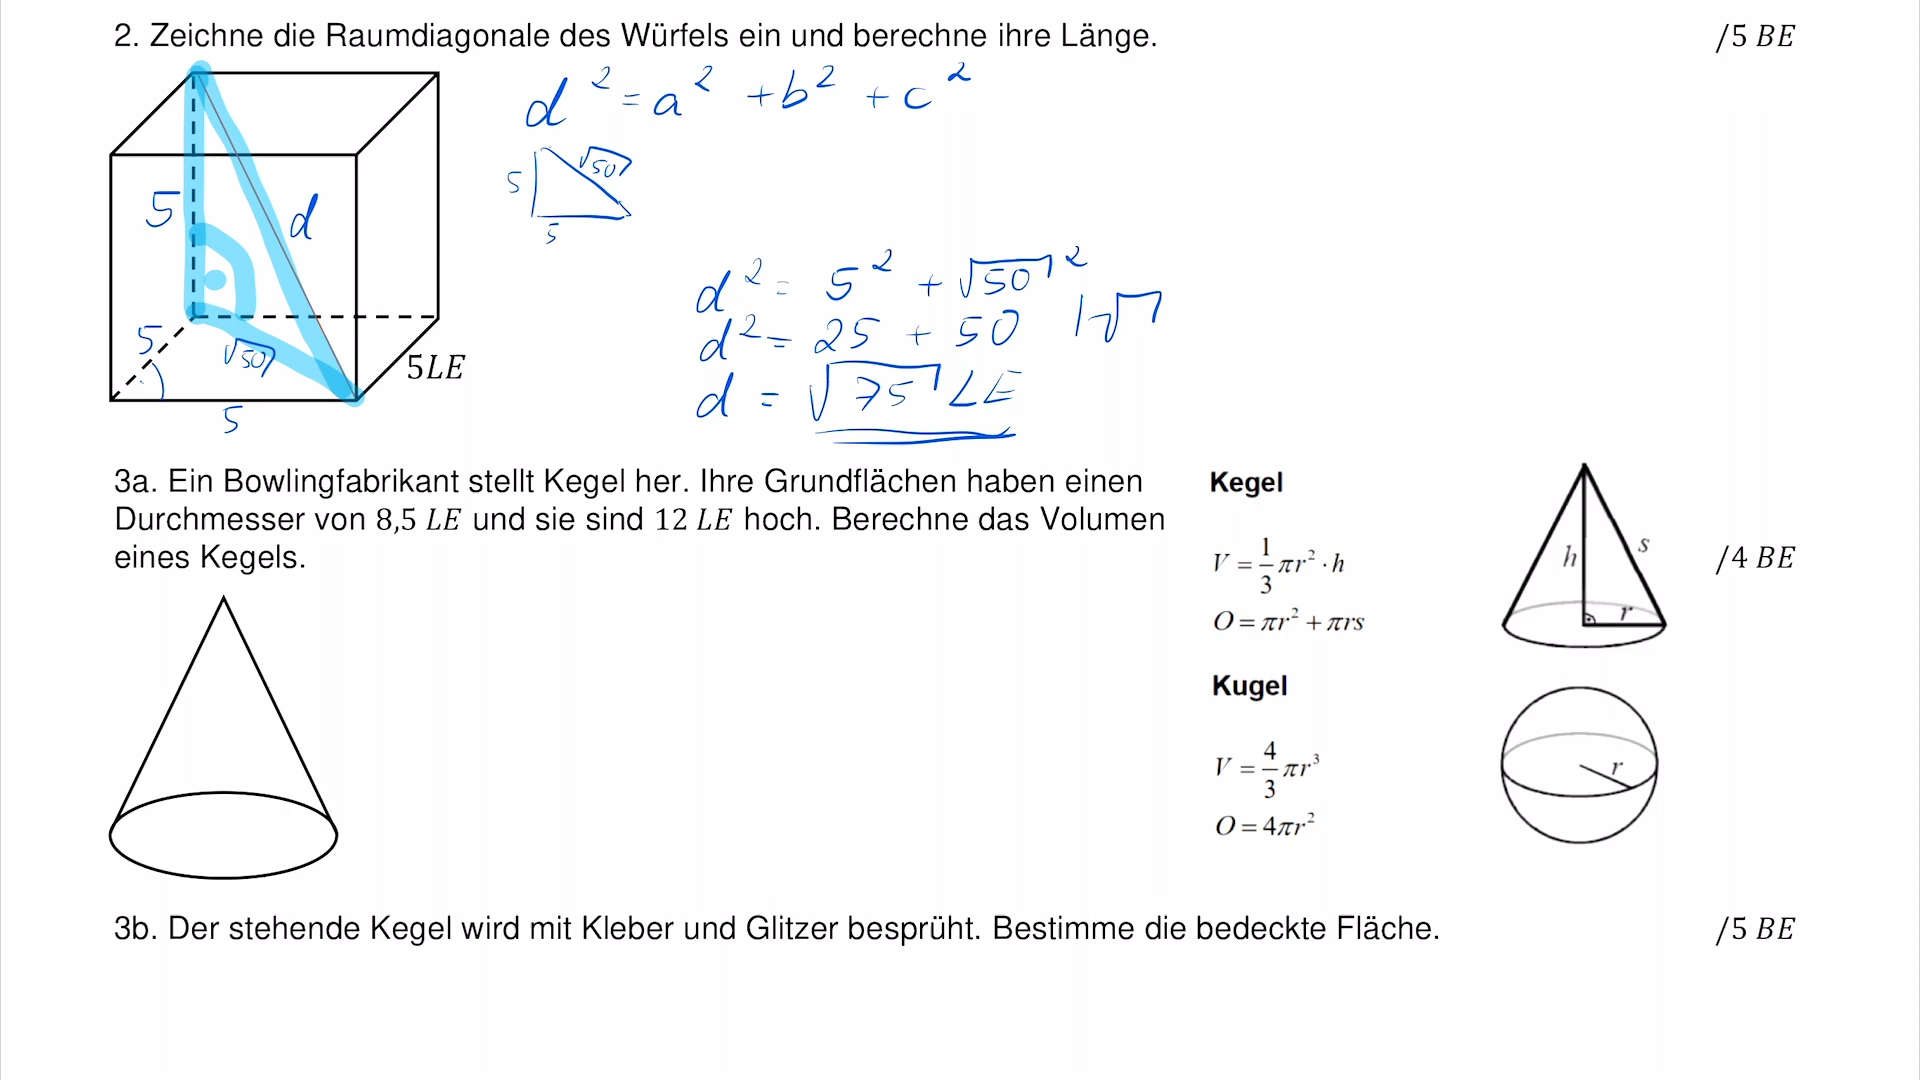 2. Zeichne die Raumdiagonale des Würfels ein und berechne ihre Länge.
/5 BE
d² = a² + b² + c²
5
√50
5
5
d
5
√50
5LE
5
d² = 5² + √50²
d² = 25 + 50 |√
d = √75 LE
3a. Ein Bowlingfabrikant stellt Kegel her. Ihre Grundflächen haben einen
Durchmesser von 8,5 LE und sie sind 12 LE hoch. Berechne das Volumen
eines Kegels.
/4 BE
Kegel
V = 1/3 πr² · h
O = πr² + πrs
h
s
r
Kugel
V = 4/3 πr³
O = 4πr²
r
3b. Der stehende Kegel wird mit Kleber und Glitzer besprüht. Bestimme die bedeckte Fläche.
/5 BE